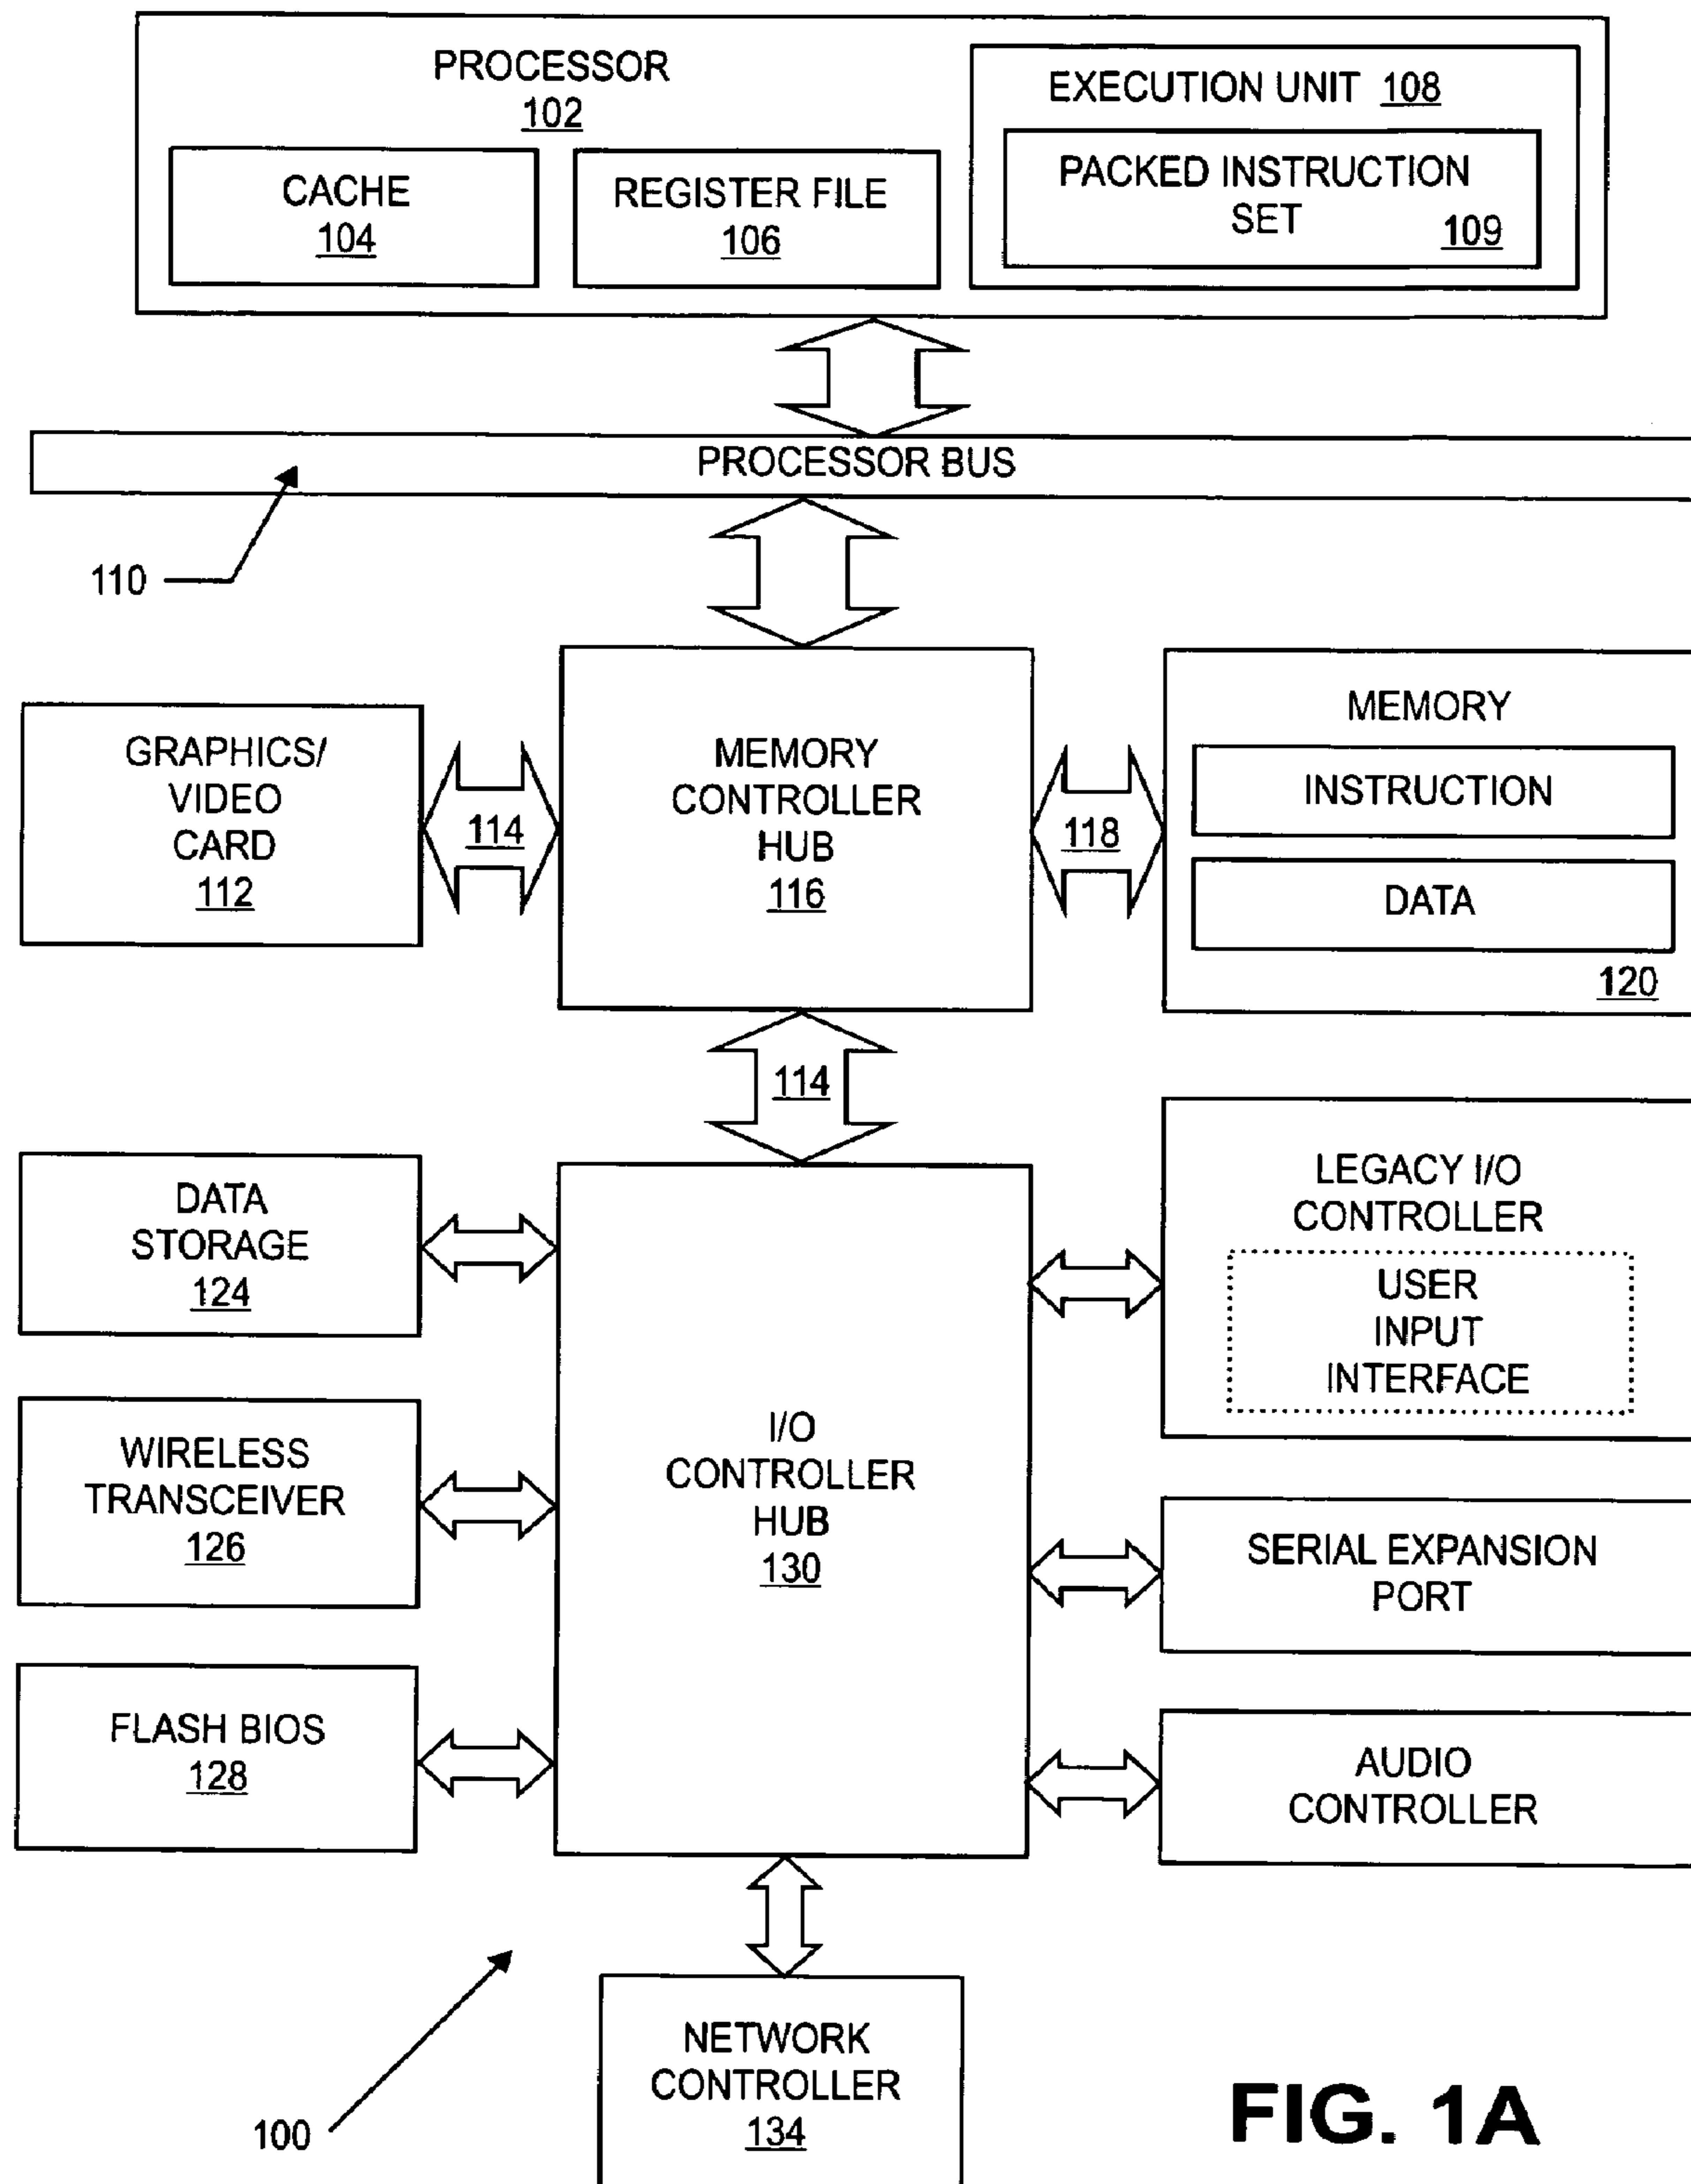 PROCESSOR
102
CACHE
104
REGISTER FILE
106
EXECUTION UNIT 108
PACKED INSTRUCTION
SET
109
PROCESSOR BUS
110
GRAPHICS/
VIDEO
CARD
112
114
MEMORY
CONTROLLER
HUB
116
118
MEMORY
INSTRUCTION
DATA
120
114
DATA
STORAGE
124
LEGACY I/O
CONTROLLER
USER
INPUT
INTERFACE
WIRELESS
TRANSCEIVER
126
I/O
CONTROLLER
HUB
130
SERIAL EXPANSION
PORT
FLASH BIOS
128
AUDIO
CONTROLLER
NETWORK
CONTROLLER
134
100
FIG. 1A